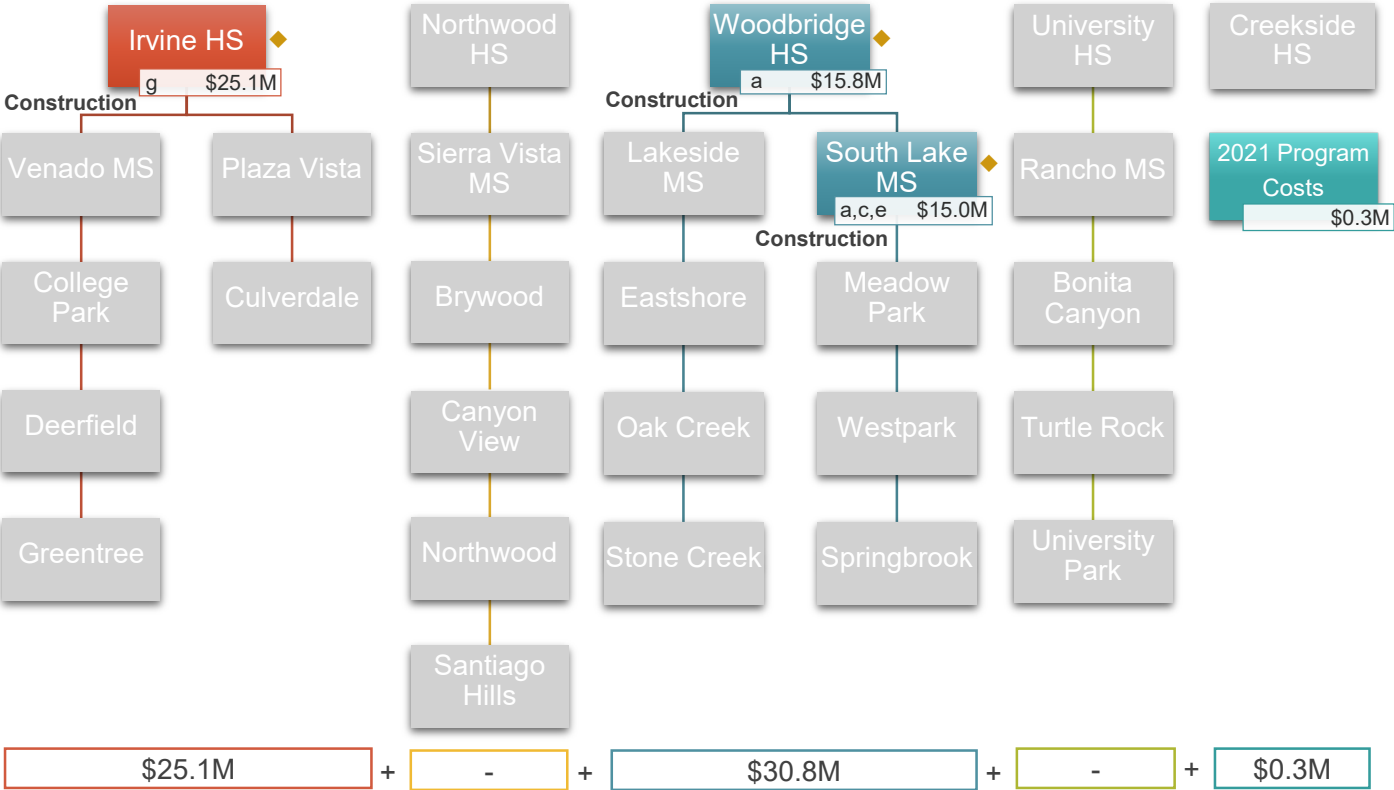 Irvine HS
g $25.1M
Construction
Venado MS
Plaza Vista
College
Park
Culverdale
Deerfield
Greentree
Northwood
HS
Sierra Vista
MS
Brywood
Canyon
View
Northwood
Santiago
Hills
Woodbridge
HS
a $15.8M
Construction
Lakeside
MS
South Lake
MS
a,c,e $15.0M
Construction
Eastshore
Meadow
Park
Oak Creek
Westpark
Stone Creek
Springbrook
University
HS
Rancho MS
Bonita
Canyon
Turtle Rock
University
Park
Creekside
HS
2021 Program
Costs
$0.3M
$25.1M + - + $30.8M + - + $0.3M